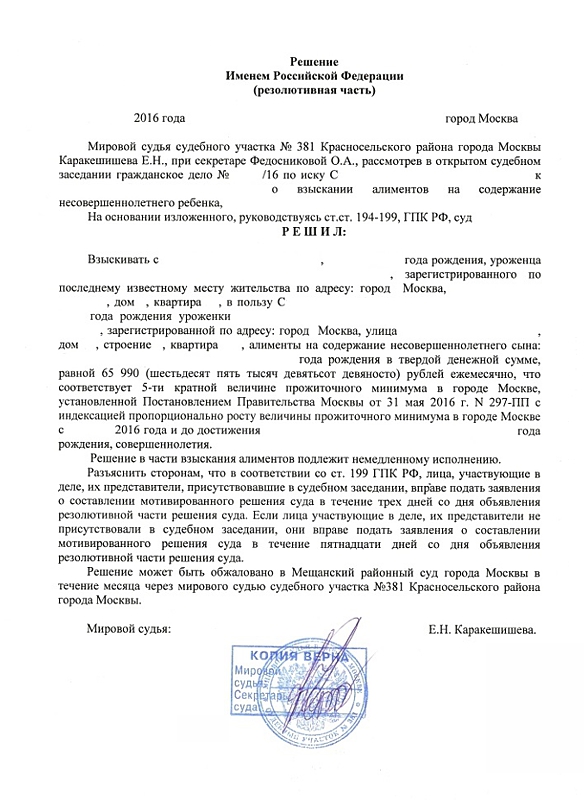 Решение
Именем Российской Федерации
(резолютивная часть)
2016 года город Москва
Мировой судья судебного участка № 381 Красносельского района города Москвы
Каракешишева Е.Н., при секретаре Федосниковой О.А., рассмотрев в открытом судебном
заседании гражданское дело № /16 по иску С к
о взыскании алиментов на содержание
несовершеннолетнего ребенка,
На основании изложенного, руководствуясь ст.ст. 194-199, ГПК РФ, суд
Р Е Ш И Л:
Взыскивать с , года рождения, уроженца
, зарегистрированного по
последнему известному месту жительства по адресу: город Москва,
, дом , квартира , в пользу С
года рождения уроженки
, зарегистрированной по адресу: город Москва, улица ,
дом , строение , квартира , алименты на содержание несовершеннолетнего сына:
года рождения в твердой денежной сумме,
равной 65 990 (шестьдесят пять тысяч девятьсот девяносто) рублей ежемесячно, что
соответствует 5-ти кратной величине прожиточного минимума в городе Москве,
установленной Постановлением Правительства Москвы от 31 мая 2016 г. N 297-ПП с
индексацией пропорционально росту величины прожиточного минимума в городе Москве
с 2016 года и до достижения года
рождения, совершеннолетия.
Решение в части взыскания алиментов подлежит немедленному исполнению.
Разъяснить сторонам, что в соответствии со ст. 199 ГПК РФ, лица, участвующие в
деле, их представители, присутствовавшие в судебном заседании, вправе подать заявления
о составлении мотивированного решения суда в течение трех дней со дня объявления
резолютивной части решения суда. Если лица участвующие в деле, их представители не
присутствовали в судебном заседании, они вправе подать заявления о составлении
мотивированного решения суда в течение пятнадцати дней со дня объявления
резолютивной части решения суда.
Решение может быть обжаловано в Мещанский районный суд города Москвы в
течение месяца через мирового судью судебного участка №381 Красносельского района
города Москвы.
Мировой судья: Е.Н. Каракешишева.
КОПИЯ ВЕРНА
Мировой
судья
Секретарь
суда